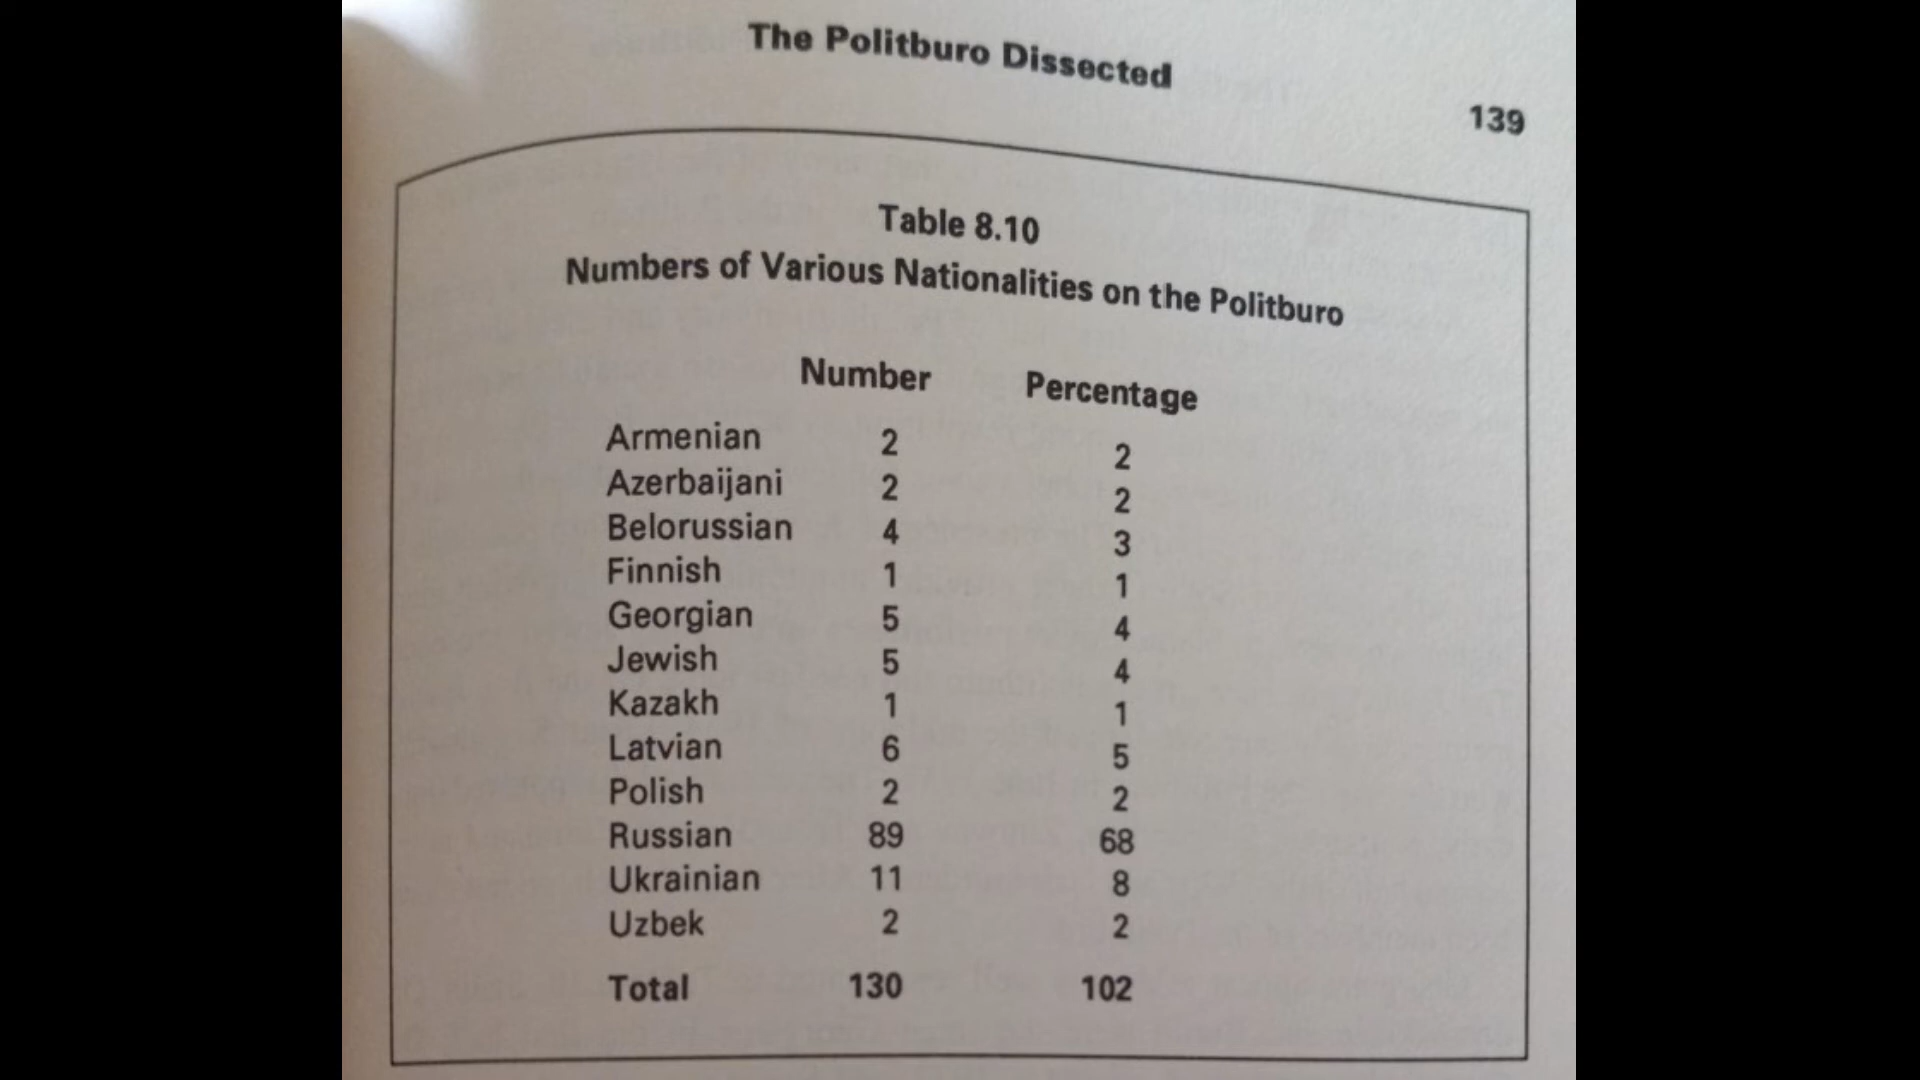 The Politburo Dissected
139
Table 8.10
Numbers of Various Nationalities on the Politburo
Number Percentage
Armenian 2 2
Azerbaijani 2 2
Belorussian 4 3
Finnish 1 1
Georgian 5 4
Jewish 5 4
Kazakh 1 1
Latvian 6 5
Polish 2 2
Russian 89 68
Ukrainian 11 8
Uzbek 2 2
Total 130 102